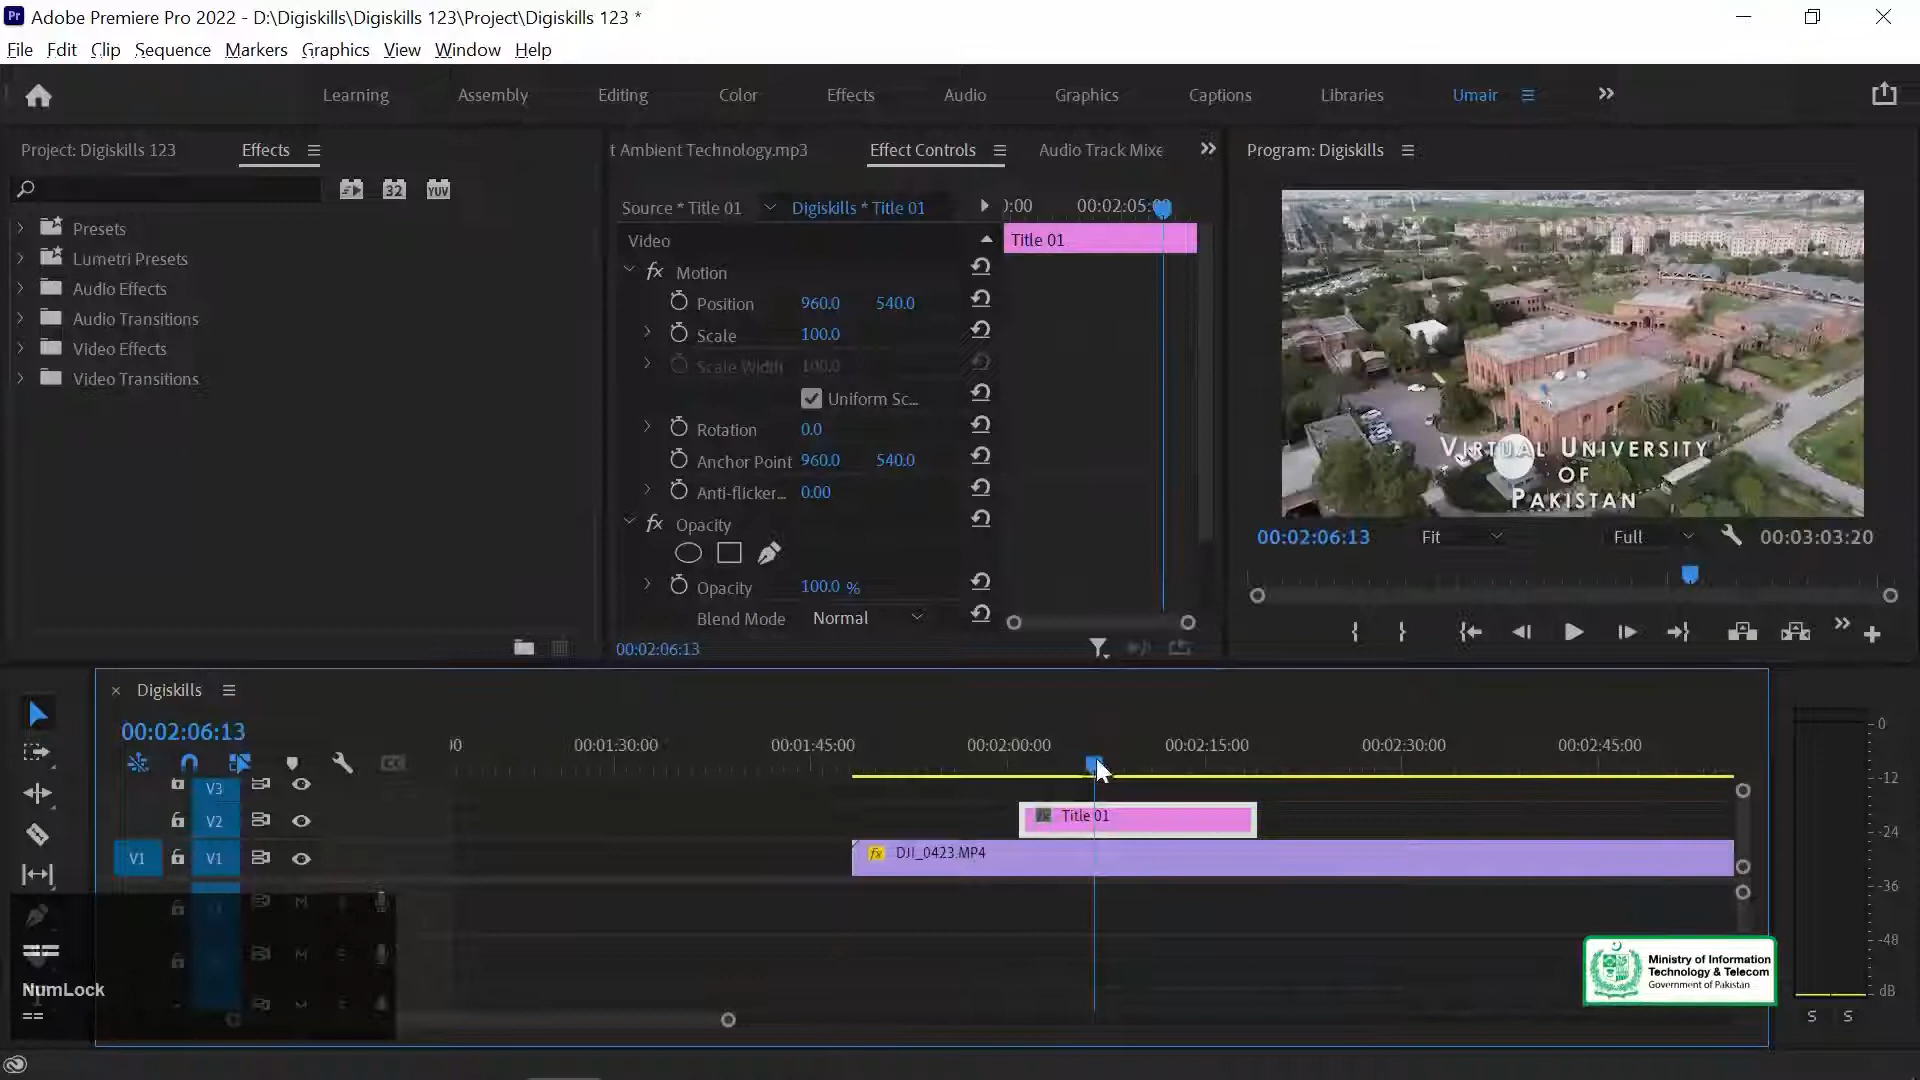 Adobe Premiere Pro 2022 - D:\Digiskills\Digiskills 123\Project\Digiskills 123 *
File Edit Clip Sequence Markers Graphics View Window Help
Learning Assembly Editing Color Effects Audio Graphics Captions Libraries Umair
Project: Digiskills 123 Effects
32 YUV
Presets
Lumetri Presets
Audio Effects
Audio Transitions
Video Effects
Video Transitions
t Ambient Technology.mp3 Effect Controls Audio Track Mixe
Source * Title 01 Digiskills * Title 01
):00 00:02:05:
Video Title 01
fx Motion
Position 960.0 540.0
Scale 100.0
Scale Width 100.0
Uniform Sc...
Rotation 0.0
Anchor Point 960.0 540.0
Anti-flicker... 0.00
fx Opacity
Opacity 100.0 %
Blend Mode Normal
00:02:06:13
Program: Digiskills
Virtual University
of
Pakistan
00:02:06:13 Fit Full 00:03:03:20
Digiskills
00:02:06:13
00 00:01:30:00 00:01:45:00 00:02:00:00 00:02:15:00 00:02:30:00 00:02:45:00
V3
V2 Title 01
V1 V1 fx DJI_0423.MP4
M
M S
M S
NumLock
Ministry of Information
Technology & Telecom
Government of Pakistan
0
-12
-24
-36
-48
dB
S S